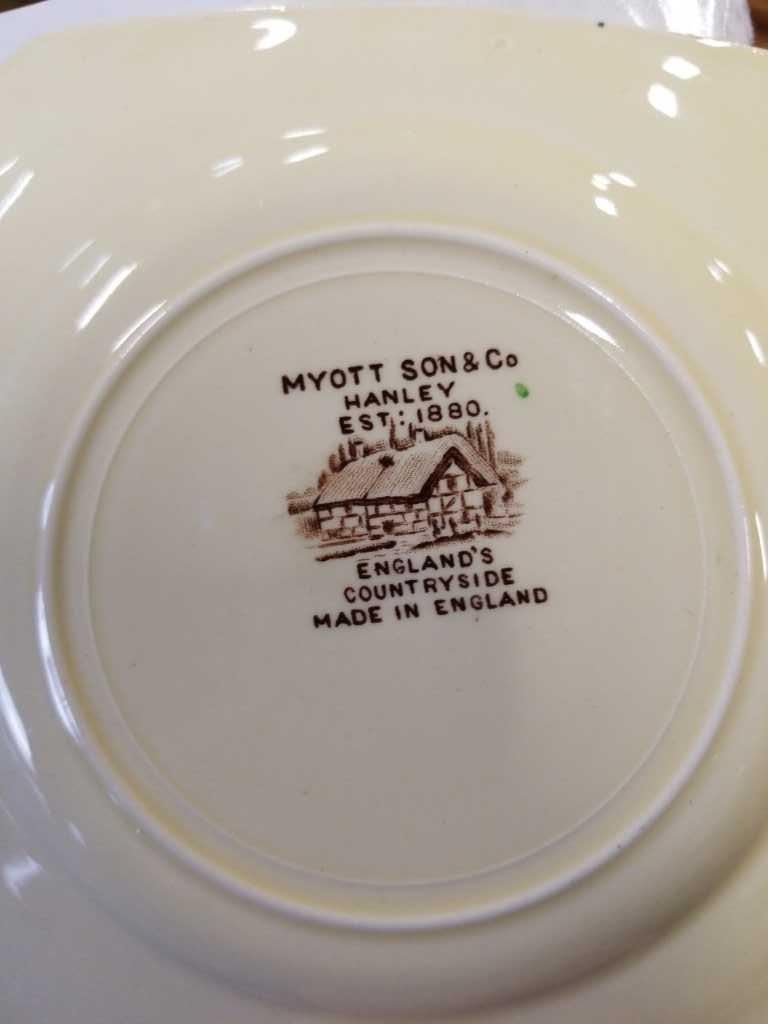 MYOTT SON & Co
HANLEY
EST: 1880.
ENGLAND'S
COUNTRYSIDE
MADE IN ENGLAND